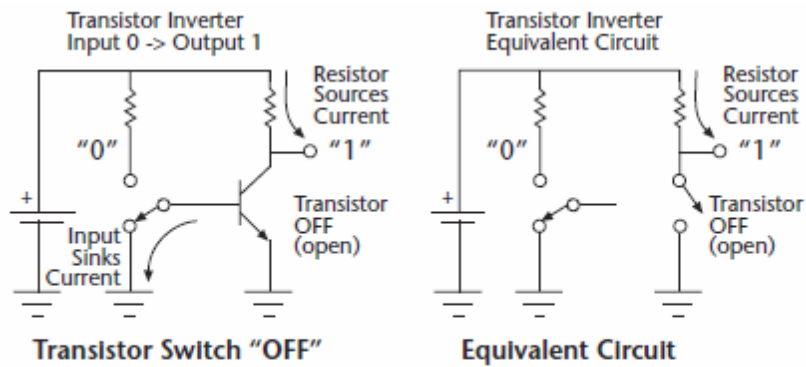 Transistor Inverter
Input 0 -> Output 1
Resistor
Sources
Current
"0"
"1"
+
Input
Sinks
Current
Transistor
OFF
(open)
Transistor Switch "OFF"
Transistor Inverter
Equivalent Circuit
Resistor
Sources
Current
"0"
"1"
+
Transistor
OFF
(open)
Equivalent Circuit